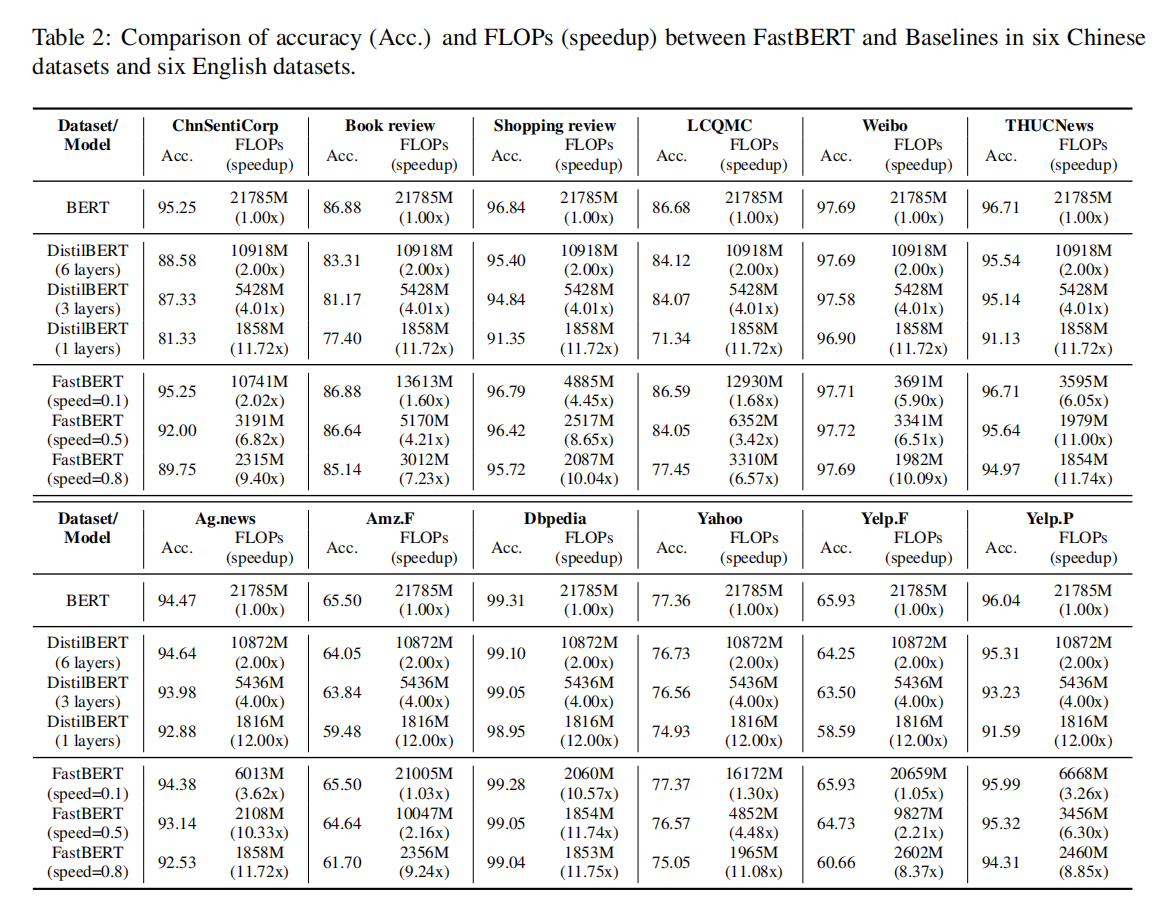 Table 2: Comparison of accuracy (Acc.) and FLOPs (speedup) between FastBERT and Baselines in six Chinese
datasets and six English datasets.
Dataset/ ChnSentiCorp Book review Shopping review LCQMC Weibo THUCNews
Model Acc. FLOPs (speedup) Acc. FLOPs (speedup) Acc. FLOPs (speedup) Acc. FLOPs (speedup) Acc. FLOPs (speedup) Acc. FLOPs (speedup)
BERT 95.25 21785M (1.00x) 86.88 21785M (1.00x) 96.84 21785M (1.00x) 86.68 21785M (1.00x) 97.69 21785M (1.00x) 96.71 21785M (1.00x)
DistilBERT (6 layers) 88.58 10918M (2.00x) 83.31 10918M (2.00x) 95.40 10918M (2.00x) 84.12 10918M (2.00x) 97.69 10918M (2.00x) 95.54 10918M (2.00x)
DistilBERT (3 layers) 87.33 5428M (4.01x) 81.17 5428M (4.01x) 94.84 5428M (4.01x) 84.07 5428M (4.01x) 97.58 5428M (4.01x) 95.14 5428M (4.01x)
DistilBERT (1 layers) 81.33 1858M (11.72x) 77.40 1858M (11.72x) 91.35 1858M (11.72x) 71.34 1858M (11.72x) 96.90 1858M (11.72x) 91.13 1858M (11.72x)
FastBERT (speed=0.1) 95.25 10741M (2.02x) 86.88 13613M (1.60x) 96.79 4885M (4.45x) 86.59 12930M (1.68x) 97.71 3691M (5.90x) 96.71 3595M (6.05x)
FastBERT (speed=0.5) 92.00 3191M (6.82x) 86.64 5170M (4.21x) 96.42 2517M (8.65x) 84.05 6352M (3.42x) 97.72 3341M (6.51x) 95.64 1979M (11.00x)
FastBERT (speed=0.8) 89.75 2315M (9.40x) 85.14 3012M (7.23x) 95.72 2087M (10.04x) 77.45 3310M (6.57x) 97.69 1982M (10.09x) 94.97 1854M (11.74x)
Dataset/ Ag.news Amz.F Dbpedia Yahoo Yelp.F Yelp.P
Model Acc. FLOPs (speedup) Acc. FLOPs (speedup) Acc. FLOPs (speedup) Acc. FLOPs (speedup) Acc. FLOPs (speedup) Acc. FLOPs (speedup)
BERT 94.47 21785M (1.00x) 65.50 21785M (1.00x) 99.31 21785M (1.00x) 77.36 21785M (1.00x) 65.93 21785M (1.00x) 96.04 21785M (1.00x)
DistilBERT (6 layers) 94.64 10872M (2.00x) 64.05 10872M (2.00x) 99.10 10872M (2.00x) 76.73 10872M (2.00x) 64.25 10872M (2.00x) 95.31 10872M (2.00x)
DistilBERT (3 layers) 93.98 5436M (4.00x) 63.84 5436M (4.00x) 99.05 5436M (4.00x) 76.56 5436M (4.00x) 63.50 5436M (4.00x) 93.23 5436M (4.00x)
DistilBERT (1 layers) 92.88 1816M (12.00x) 59.48 1816M (12.00x) 98.95 1816M (12.00x) 74.93 1816M (12.00x) 58.59 1816M (12.00x) 91.59 1816M (12.00x)
FastBERT (speed=0.1) 94.38 6013M (3.62x) 65.50 21005M (1.03x) 99.28 2060M (10.57x) 77.37 16172M (1.30x) 65.93 20659M (1.05x) 95.99 6668M (3.26x)
FastBERT (speed=0.5) 93.14 2108M (10.33x) 64.64 10047M (2.16x) 99.05 1854M (11.74x) 76.57 4852M (4.48x) 64.73 9827M (2.21x) 95.32 3456M (6.30x)
FastBERT (speed=0.8) 92.53 1858M (11.72x) 61.70 2356M (9.24x) 99.04 1853M (11.75x) 75.05 1965M (11.08x) 60.66 2602M (8.37x) 94.31 2460M (8.85x)